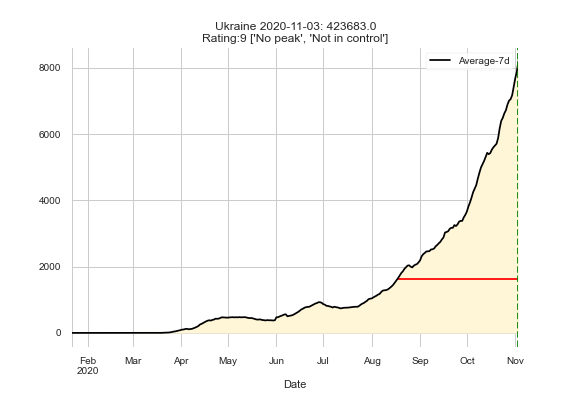 Ukraine 2020-11-03: 423683.0
Rating:9 ['No peak', 'Not in control']
Average-7d
8000
6000
4000
2000
0
Feb Mar Apr May Jun Jul Aug Sep Oct Nov
2020
Date